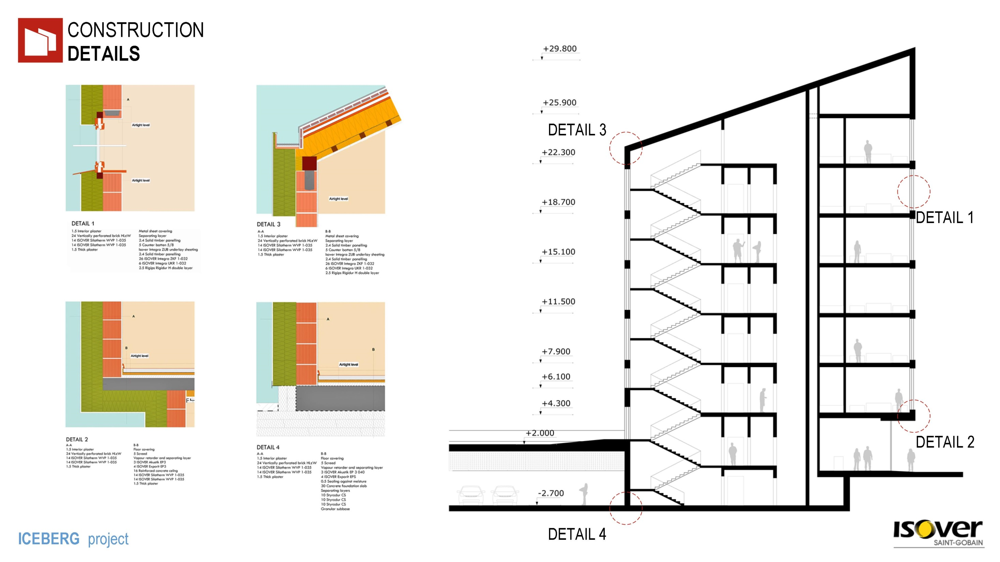 CONSTRUCTION
DETAILS
A
Airtight level
Airtight level
DETAIL 1
1.5 Interior plaster
24 Vertically perforated brick HLzW
14 ISOVER Silatherm WVP 1-035
14 ISOVER Silatherm WVP 1-035
1.5 Thick plaster
Metal sheet covering
Separating layer
2.4 Solid timber panelling
5 Counter batten 5/8
Isover Integra ZUB underlay sheeting
2.4 Solid timber panelling
26 ISOVER Integra ZKF 1-032
6 ISOVER Integra UKR 1-032
2.5 Rigips Rigidur H double layer
Airtight level
DETAIL 3
A-A
1.5 Interior plaster
24 Vertically perforated brick HLzW
14 ISOVER Silatherm WVP 1-035
14 ISOVER Silatherm WVP 1-035
1.5 Thick plaster
B-B
Metal sheet covering
Separating layer
2.4 Solid timber panelling
5 Counter batten 5/8
Isover Integra ZUB underlay sheeting
2.4 Solid timber panelling
26 ISOVER Integra ZKF 1-032
6 ISOVER Integra UKR 1-032
2.5 Rigips Rigidur H double layer
A
B
Airtight level
DETAIL 2
A-A
1.5 Interior plaster
24 Vertically perforated brick HLzW
14 ISOVER Silatherm WVP 1-035
14 ISOVER Silatherm WVP 1-035
1.5 Thick plaster
B-B
Floor covering
5 Screed
Vapour retarder and separating layer
3 ISOVER Akustik EP3
4 ISOVER Exporit EP3
16 Rainforced concrete celing
14 ISOVER Silatherm WVP 1-035
14 ISOVER Silatherm WVP 1-035
1.5 Thick plaster
A
B
Airtight level
DETAIL 4
A-A
1.5 Interior plaster
24 Vertically perforated brick HLzW
14 ISOVER Silatherm WVP 1-035
14 ISOVER Silatherm WVP 1-035
1.5 Thick plaster
B-B
Floor covering
5 Screed
Vapour retarder and separating layer
3 ISOVER Akustik EP 3 040
4 ISOVER Exporit EPS
0.5 Sealing against meisture
30 Concrete foundation slab
Separating layers
10 Styrodur CS
10 Styrodur CS
10 Styrodur CS
Granular subbase
+29.800
+25.900
DETAIL 3
+22.300
+18.700
DETAIL 1
+15.100
+11.500
+7.900
+6.100
+4.300
+2.000
DETAIL 2
-2.700
DETAIL 4
ICEBERG project
ISOVER
SAINT-GOBAIN